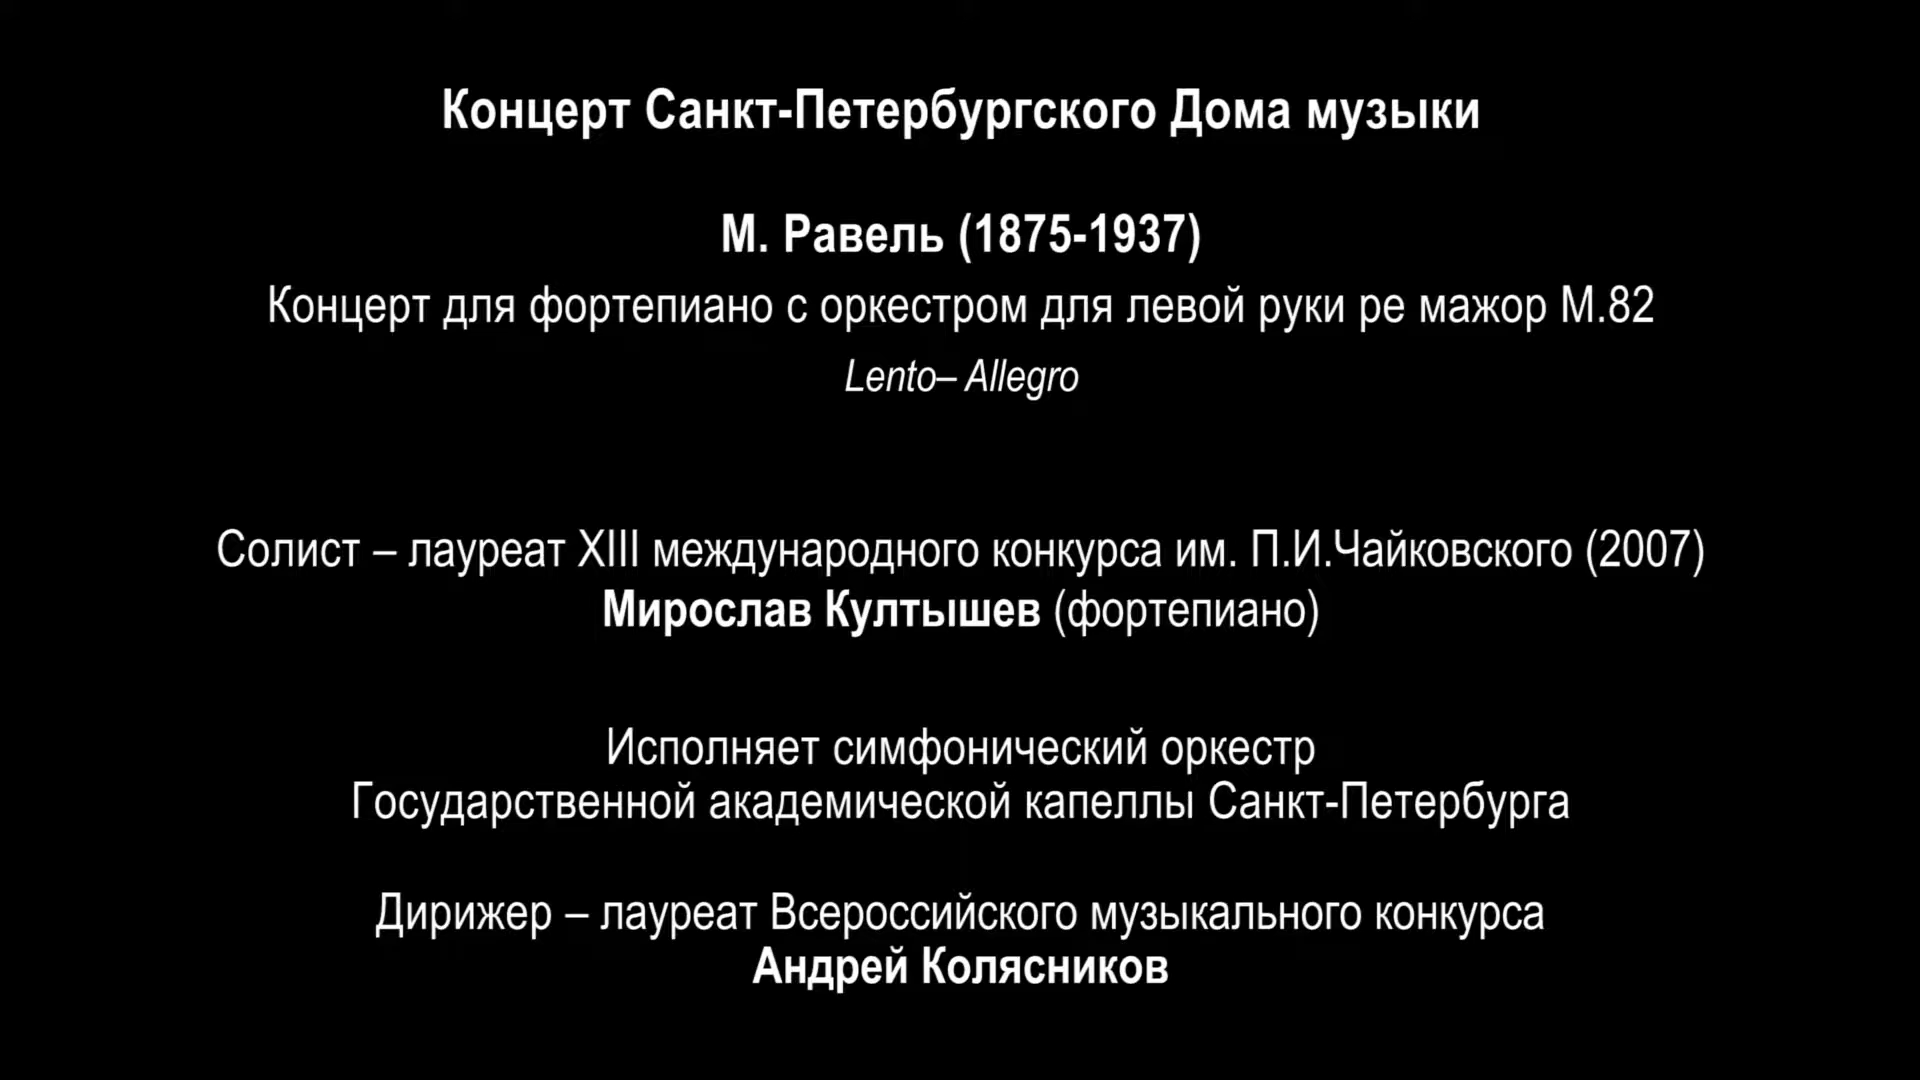 Концерт Санкт-Петербургского Дома музыки
М. Равель (1875-1937)
Концерт для фортепиано с оркестром для левой руки ре мажор М.82
Lento– Allegro
Солист – лауреат XIII международного конкурса им. П.И.Чайковского (2007)
Мирослав Култышев (фортепиано)
Исполняет симфонический оркестр
Государственной академической капеллы Санкт-Петербурга
Дирижер – лауреат Всероссийского музыкального конкурса
Андрей Колясников